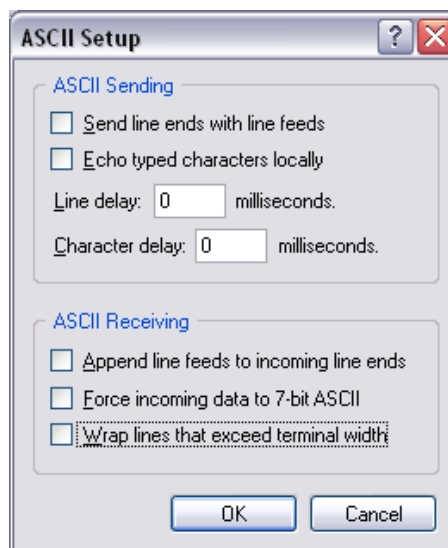 ASCII Setup
ASCII Sending
Send line ends with line feeds
Echo typed characters locally
Line delay: 0 milliseconds.
Character delay: 0 milliseconds.
ASCII Receiving
Append line feeds to incoming line ends
Force incoming data to 7-bit ASCII
Wrap lines that exceed terminal width
OK Cancel